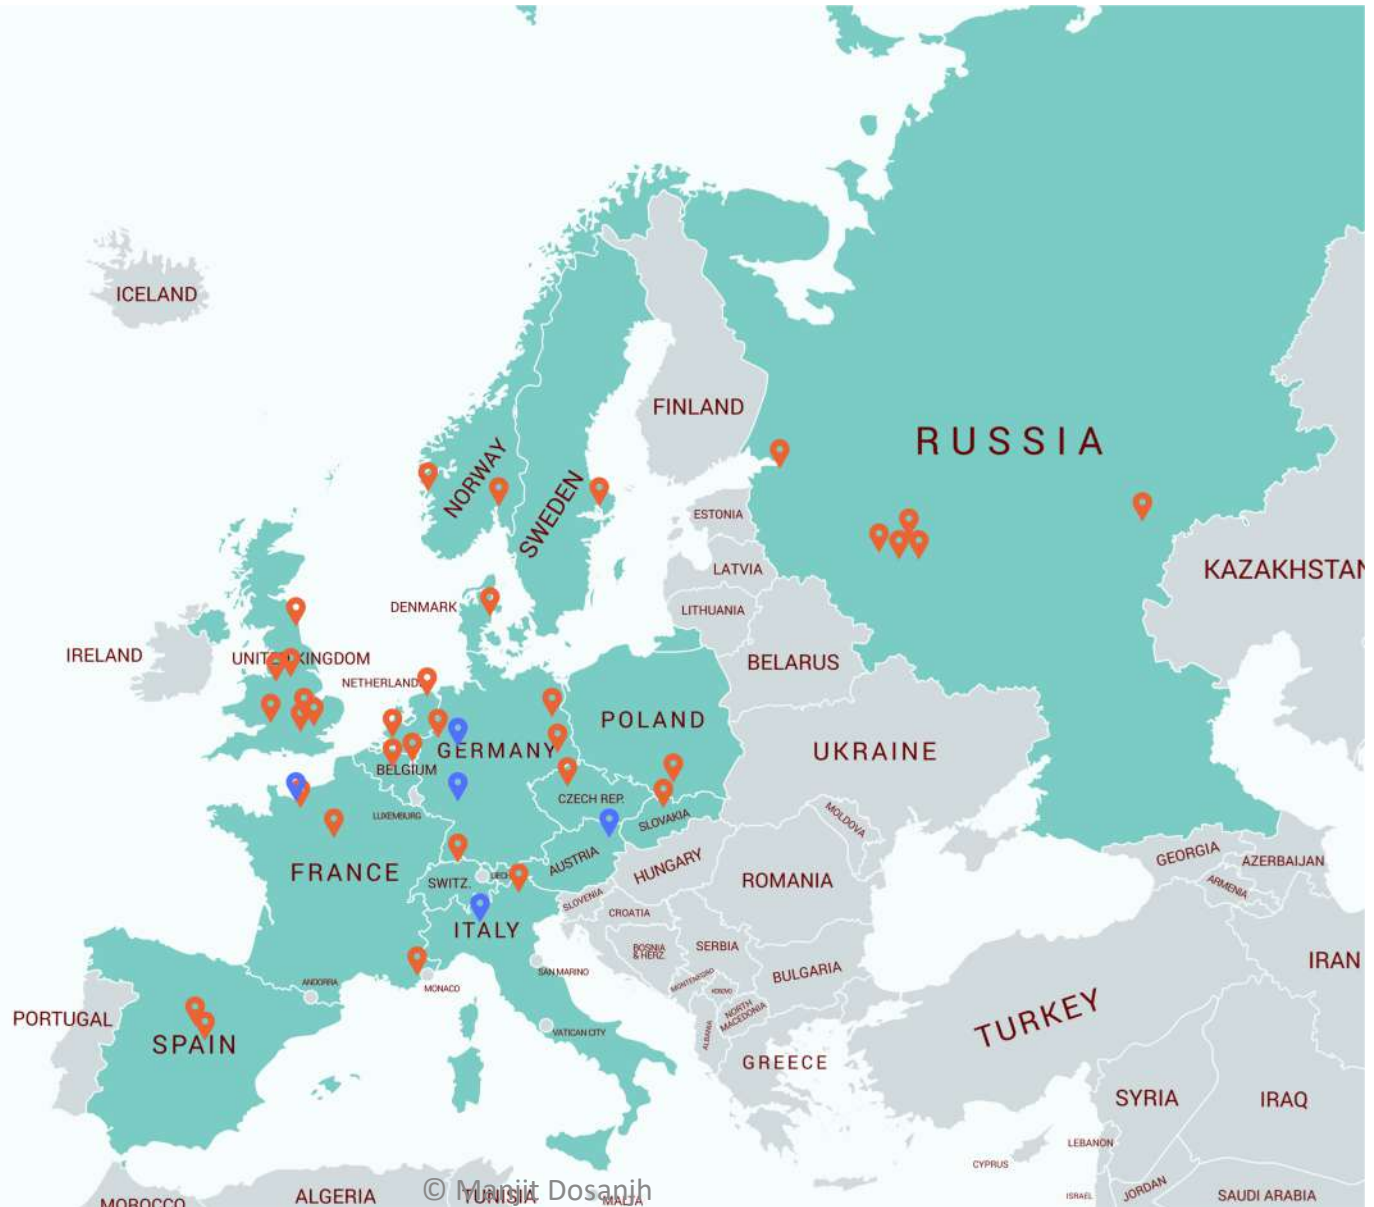 ICELAND
FINLAND
RUSSIA
NORWAY
SWEDEN
ESTONIA
LATVIA
KAZAKHSTAN
DENMARK
LITHUANIA
IRELAND
UNITED KINGDOM
BELARUS
NETHERLAND
POLAND
GERMANY
UKRAINE
BELGIUM
CZECH REP.
LUXEMBURG
SLOVAKIA
MOLDOVA
FRANCE
SWITZ.
LIECH
AUSTRIA
HUNGARY
ROMANIA
GEORGIA
AZERBAIJAN
ARMENIA
SLOVENIA
CROATIA
ITALY
BOSNIA
& HERZ.
SERBIA
BULGARIA
IRAN
SAN MARINO
ANDORRA
MONACO
MONTENEGRO
KOSOVO
NORTH
MACEDONIA
ALBANIA
PORTUGAL
SPAIN
VATICAN CITY
GREECE
TURKEY
SYRIA
IRAQ
LEBANON
CYPRUS
ISRAEL
JORDAN
SAUDI ARABIA
MOROCCO
ALGERIA
TUNISIA
MALTA
© Manjit Dosanjh